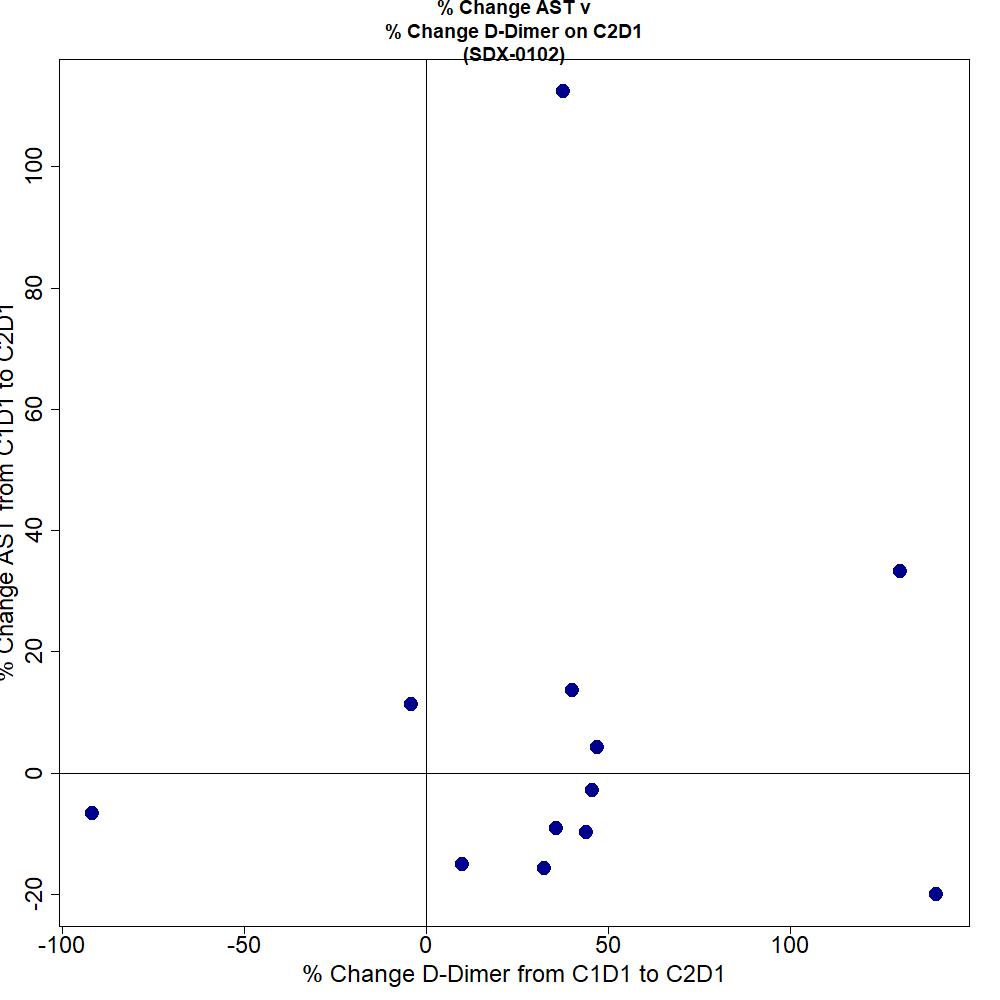 % Change AST v
% Change D-Dimer on C2D1
(SDX-0102)
% Change AST from C1D1 to C2D1
100
80
60
40
20
0
-20
-100
-50
0
50
100
% Change D-Dimer from C1D1 to C2D1